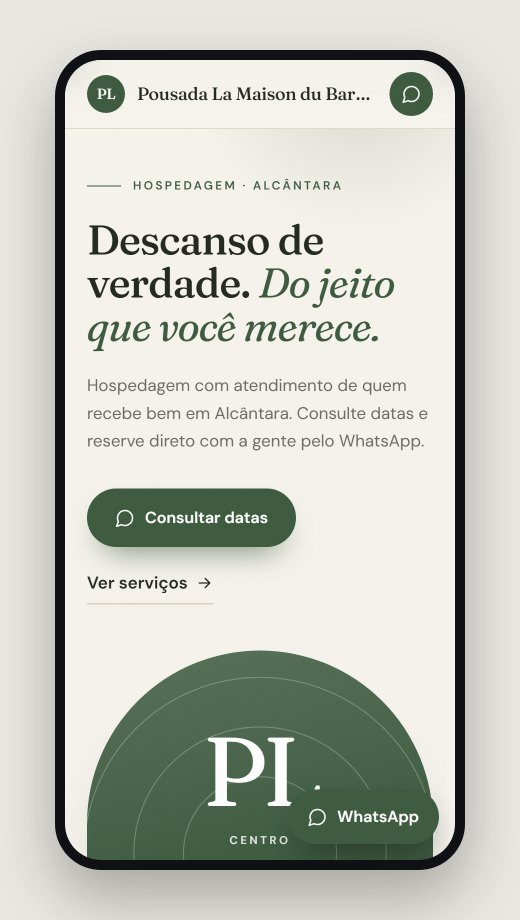 PL
Pousada La Maison du Bar...
HOSPEDAGEM · ALCÂNTARA
Descanso de
verdade. Do jeito
que você merece.
Hospedagem com atendimento de quem
recebe bem em Alcântara. Consulte datas e
reserve direto com a gente pelo WhatsApp.
Consultar datas
Ver serviços →
PL
WhatsApp
CENTRO